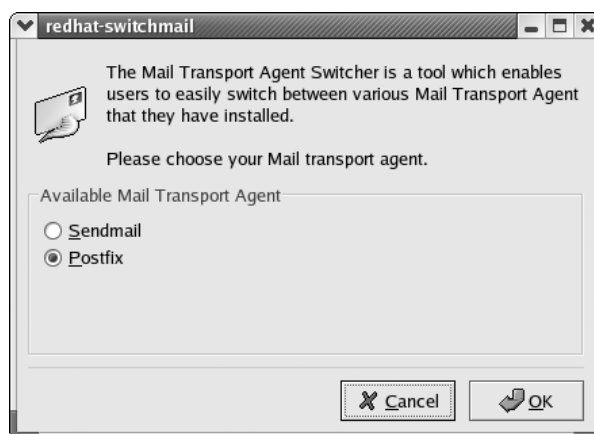 redhat-switchmail
The Mail Transport Agent Switcher is a tool which enables
users to easily switch between various Mail Transport Agent
that they have installed.
Please choose your Mail transport agent.
Available Mail Transport Agent
Sendmail
Postfix
Cancel
OK